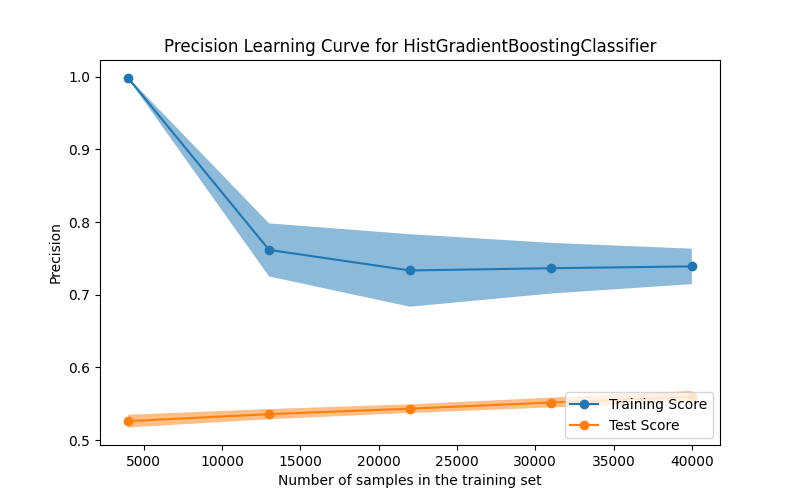 Precision Learning Curve for HistGradientBoostingClassifier
1.0
0.9
0.8
0.7
0.6
0.5
Precision
Training Score
Test Score
5000 10000 15000 20000 25000 30000 35000 40000
Number of samples in the training set